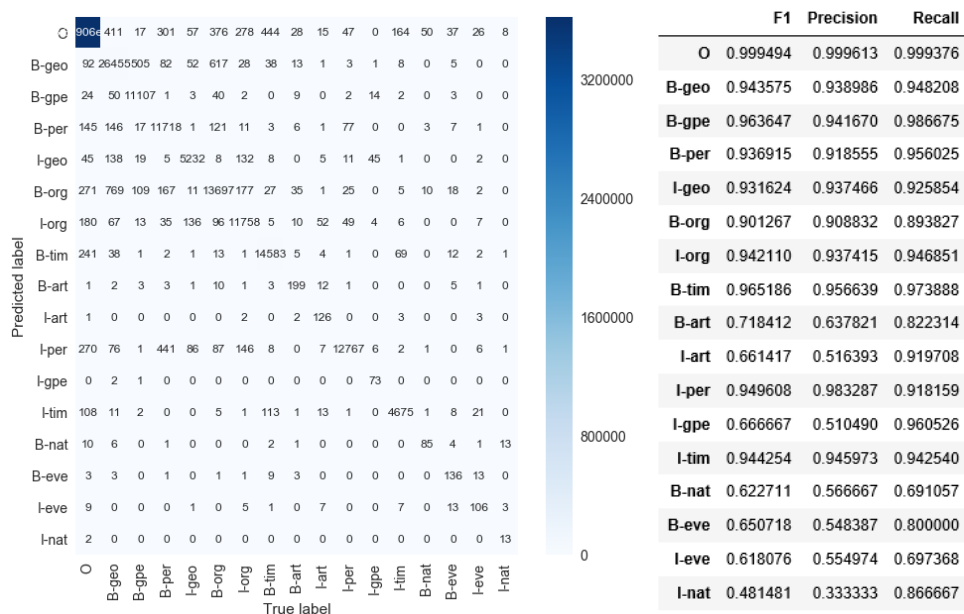 906e 411 17 301 57 376 278 444 28 15 47 0 164 50 37 26 8
B-geo 92 26455 505 82 52 617 28 38 13 1 3 1 8 0 5 0 0
B-gpe 24 50 11107 1 3 40 2 0 9 0 2 14 2 0 3 0 0
B-per 145 146 17 11718 1 121 11 3 6 1 77 0 0 3 7 1 0
I-geo 45 138 19 5 5232 8 132 8 0 5 11 45 1 0 0 2 0
B-org 271 769 109 167 11 13697 177 27 35 1 25 0 5 10 18 2 0
I-org 180 67 13 35 136 96 11758 5 10 52 49 4 6 0 0 7 0
B-tim 241 38 1 2 1 13 1 14583 5 4 1 0 69 0 12 2 1
B-art 1 2 3 3 1 10 1 3 199 12 1 0 0 0 5 1 0
I-art 1 0 0 0 0 0 2 0 2 126 0 0 3 0 0 3 0
I-per 270 76 1 441 86 87 146 8 0 7 12767 6 2 1 0 6 1
I-gpe 0 2 1 0 0 0 0 0 0 0 0 73 0 0 0 0 0
I-tim 108 11 2 0 0 5 1 113 1 13 1 0 4675 1 8 21 0
B-nat 10 6 0 1 0 0 0 2 1 0 0 0 0 85 4 1 13
B-eve 3 3 0 1 0 1 1 9 3 0 0 0 0 0 136 13 0
I-eve 9 0 0 0 1 0 5 1 0 7 0 0 7 0 13 106 3
I-nat 2 0 0 0 0 0 0 0 0 0 0 0 0 0 0 0 13
O B-geo B-gpe B-per I-geo B-org I-org B-tim B-art I-art I-per I-gpe I-tim B-nat B-eve I-eve I-nat
True label
Predicted label
3200000
2400000
1600000
800000
0
F1 Precision Recall
O 0.999494 0.999613 0.999376
B-geo 0.943575 0.938986 0.948208
B-gpe 0.963647 0.941670 0.986675
B-per 0.936915 0.918555 0.956025
I-geo 0.931624 0.937466 0.925854
B-org 0.901267 0.908832 0.893827
I-org 0.942110 0.937415 0.946851
B-tim 0.965186 0.956639 0.973888
B-art 0.718412 0.637821 0.822314
I-art 0.661417 0.516393 0.919708
I-per 0.949608 0.983287 0.918159
I-gpe 0.666667 0.510490 0.960526
I-tim 0.944254 0.945973 0.942540
B-nat 0.622711 0.566667 0.691057
B-eve 0.650718 0.548387 0.800000
I-eve 0.618076 0.554974 0.697368
I-nat 0.481481 0.333333 0.866667